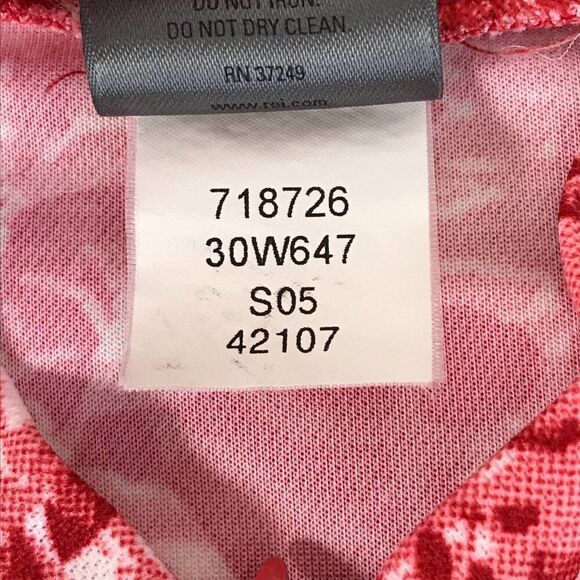 DO NOT IRON.
DO NOT DRY CLEAN.
RN 37249
www.rei.com
718726
30W647
S05
42107